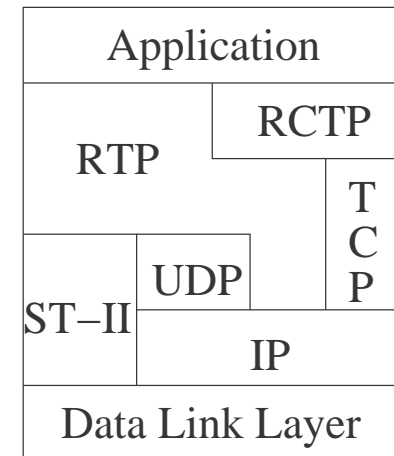 Application
RCTP
RTP
T
C
P
UDP
ST–II
IP
Data Link Layer